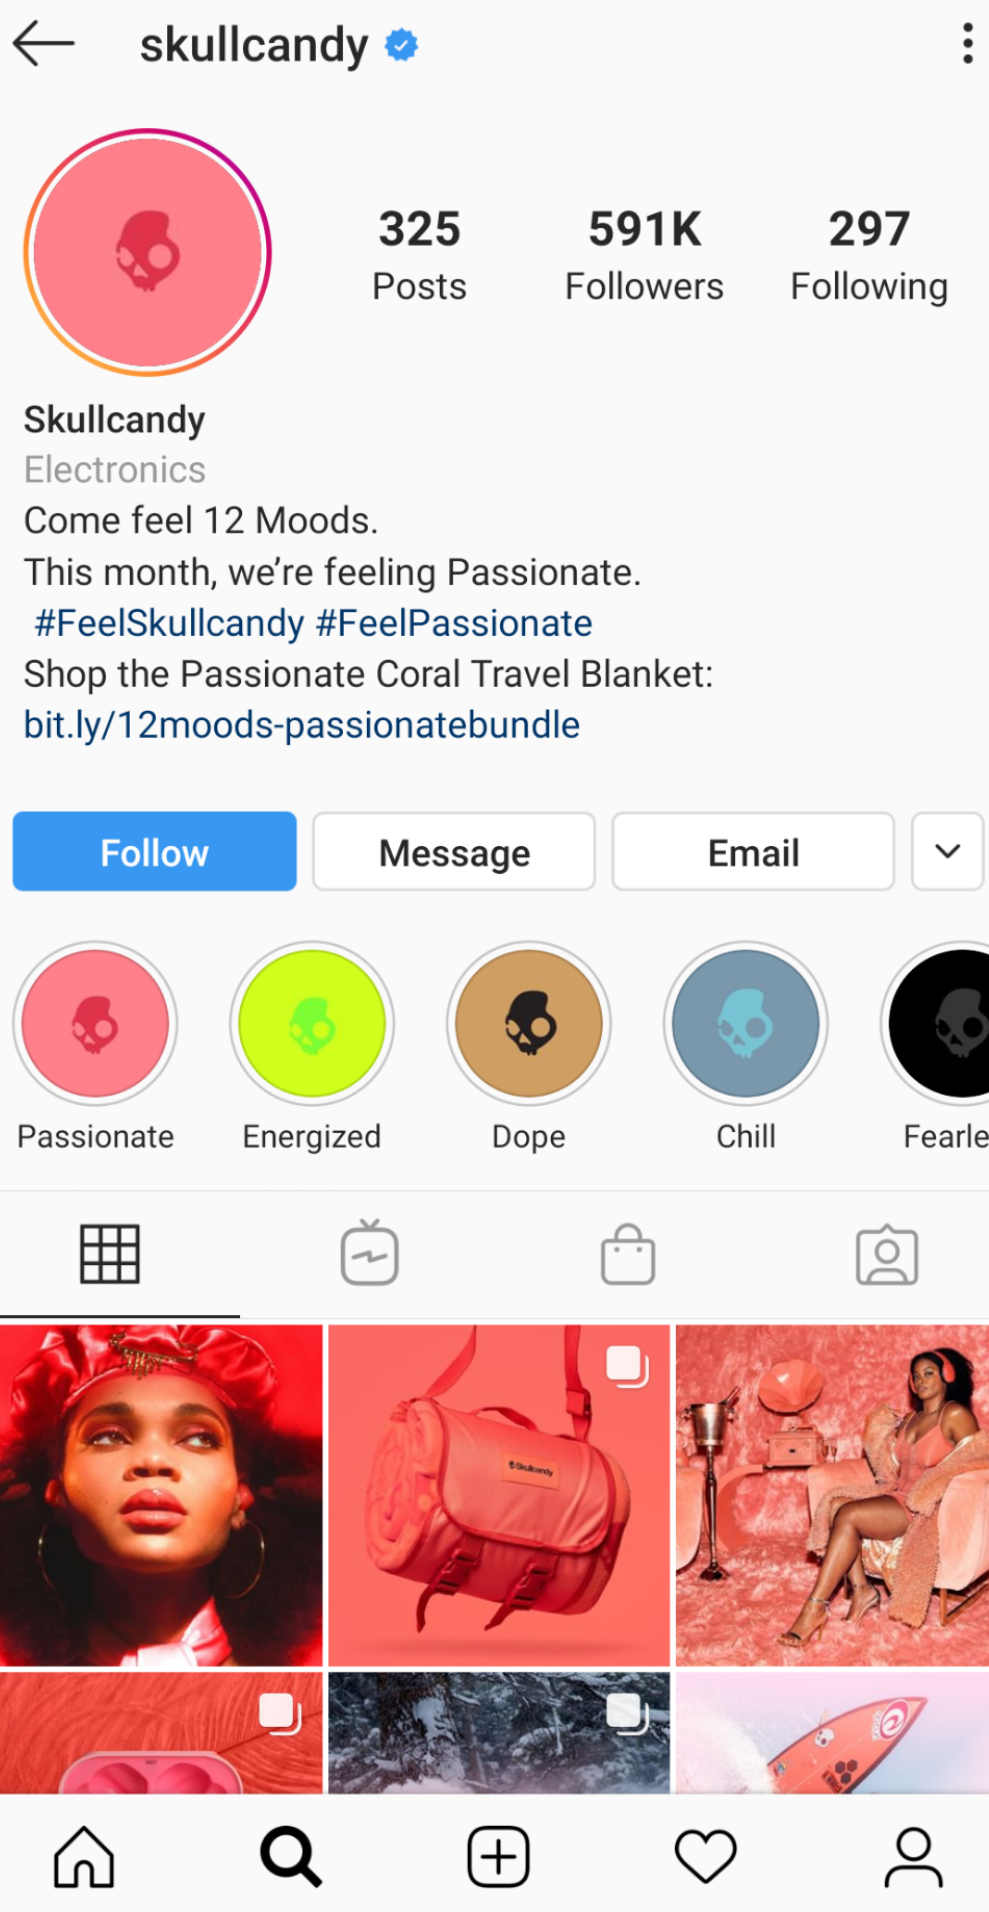 skullcandy
325
Posts
591K
Followers
297
Following
Skullcandy
Electronics
Come feel 12 Moods.
This month, we’re feeling Passionate.
#FeelSkullcandy #FeelPassionate
Shop the Passionate Coral Travel Blanket:
bit.ly/12moods-passionatebundle
Follow
Message
Email
Passionate
Energized
Dope
Chill
Fearle
Skullcandy